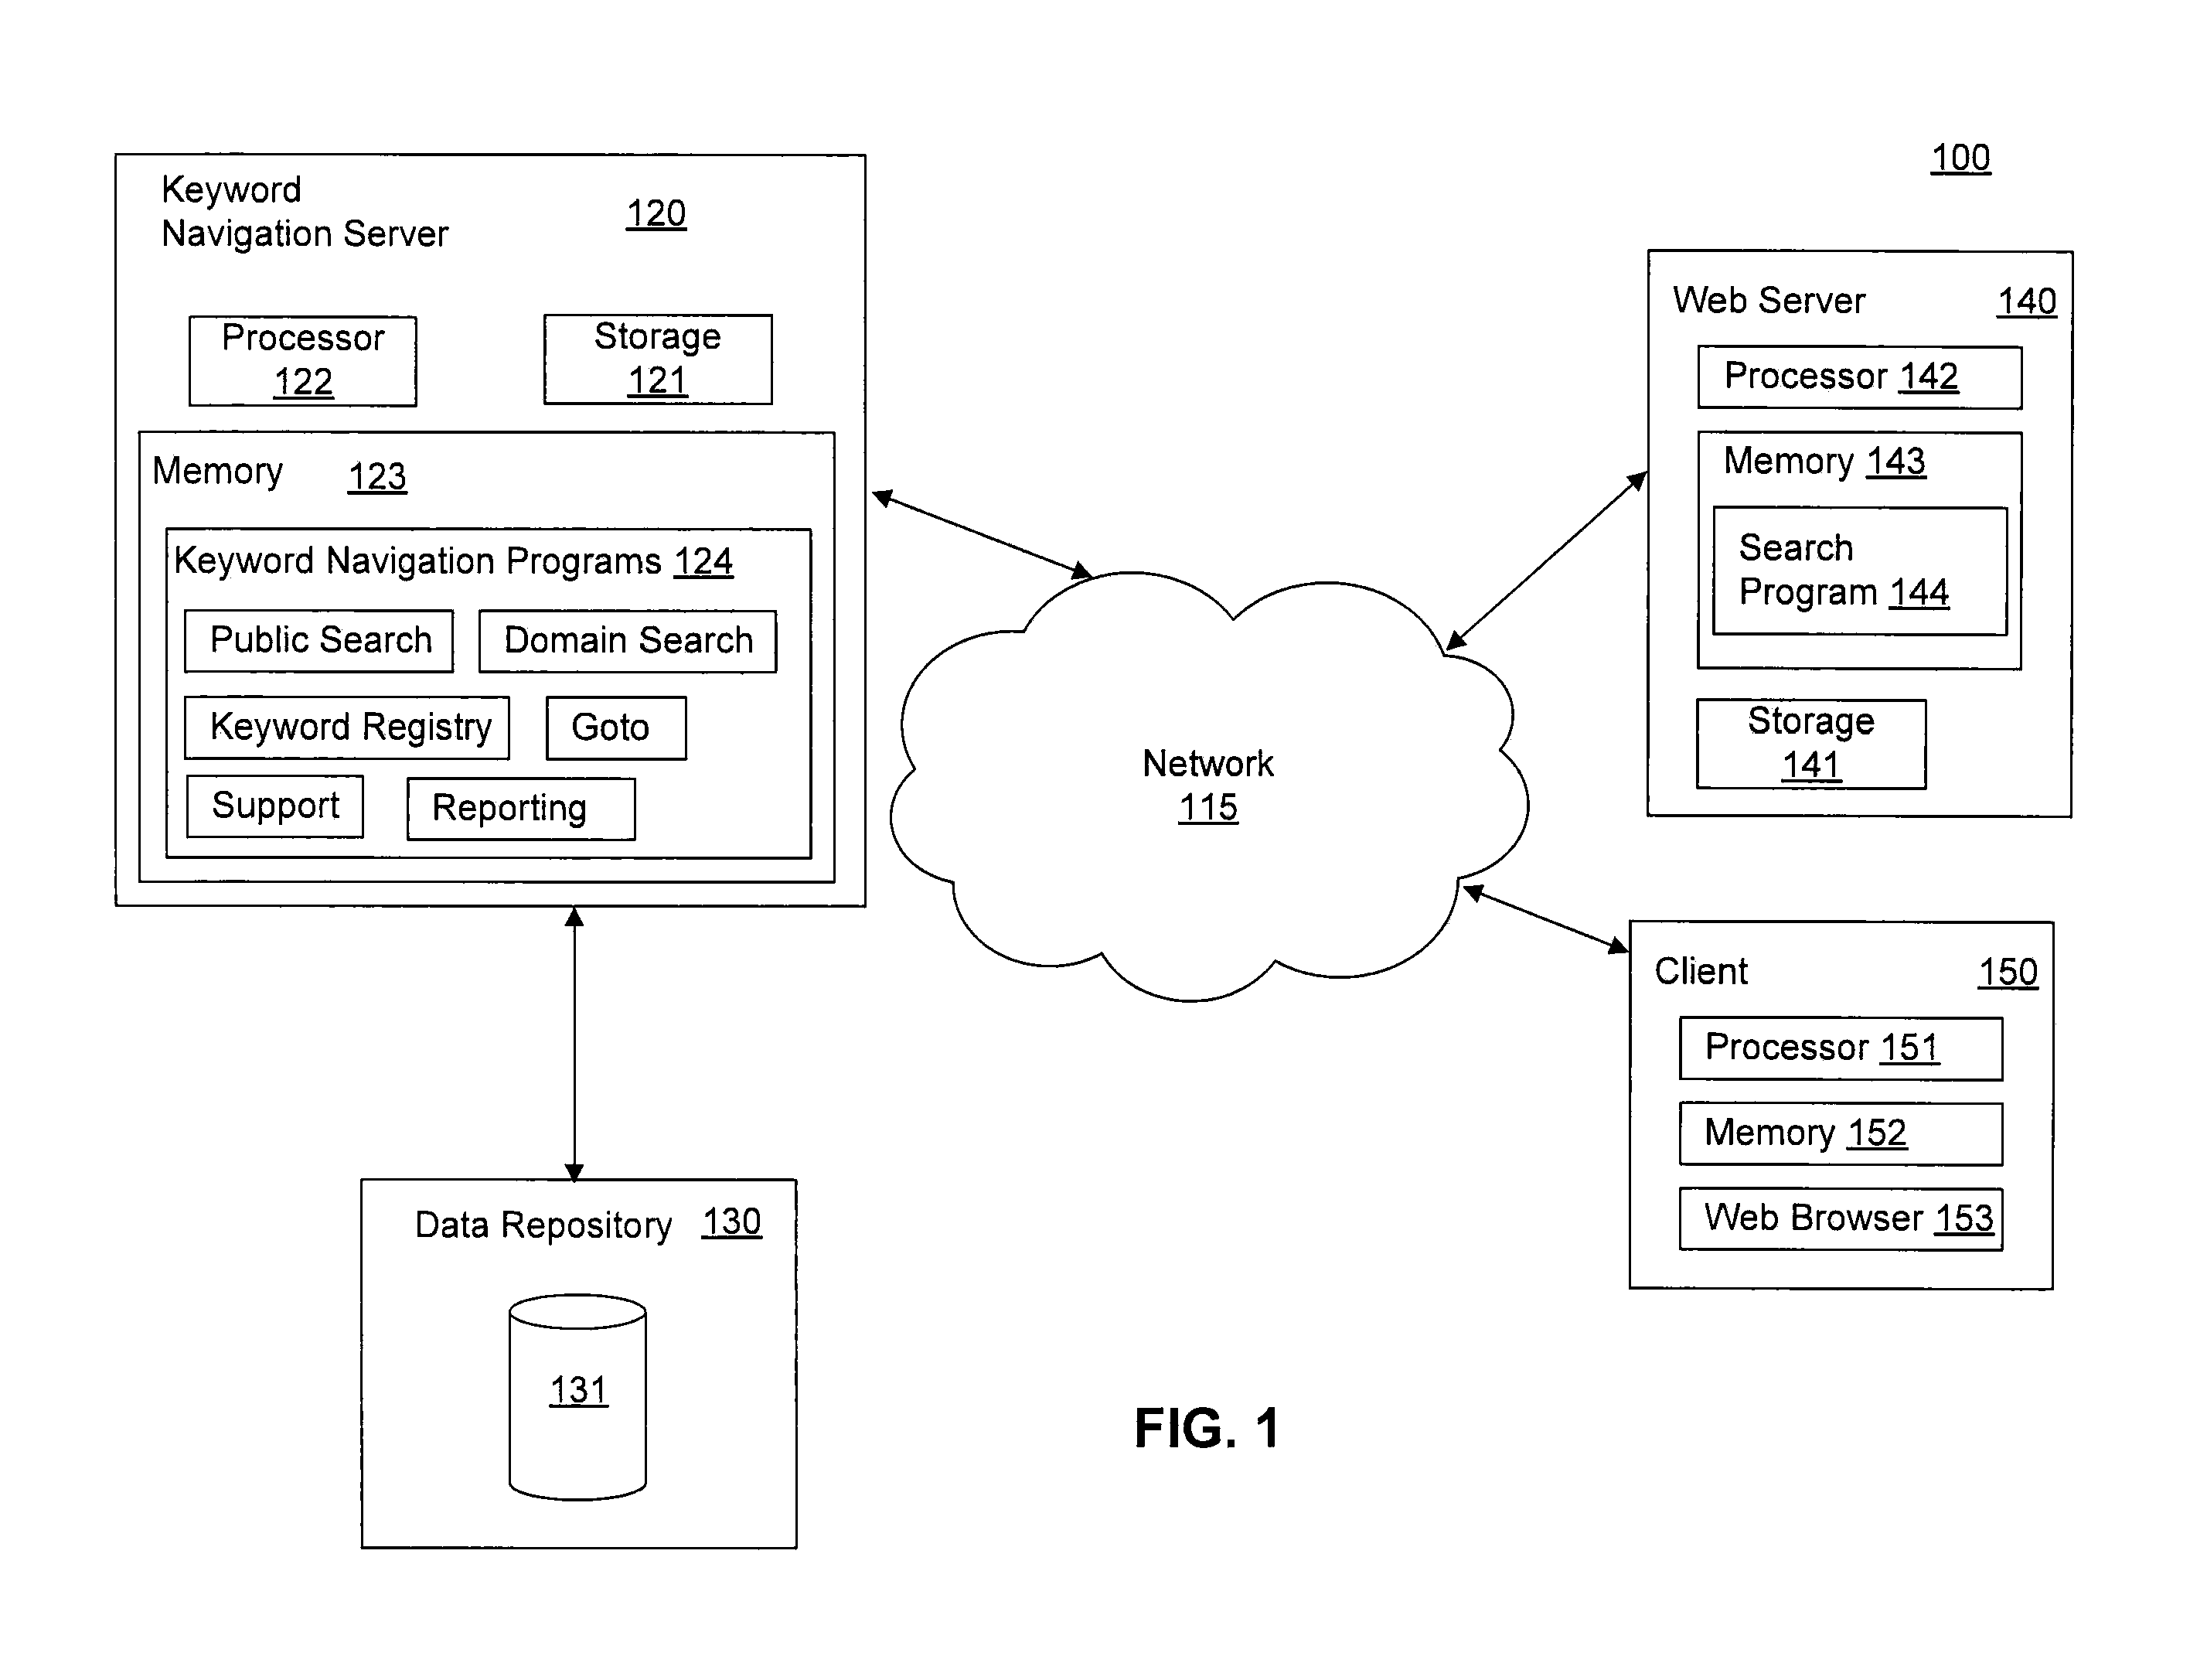 100
Keyword
Navigation Server 120
Processor
122
Storage
121
Memory 123
Keyword Navigation Programs 124
Public Search
Domain Search
Keyword Registry
Goto
Support
Reporting
Network
115
Web Server 140
Processor 142
Memory 143
Search
Program 144
Storage
141
Client 150
Processor 151
Memory 152
Web Browser 153
Data Repository 130
131
FIG. 1